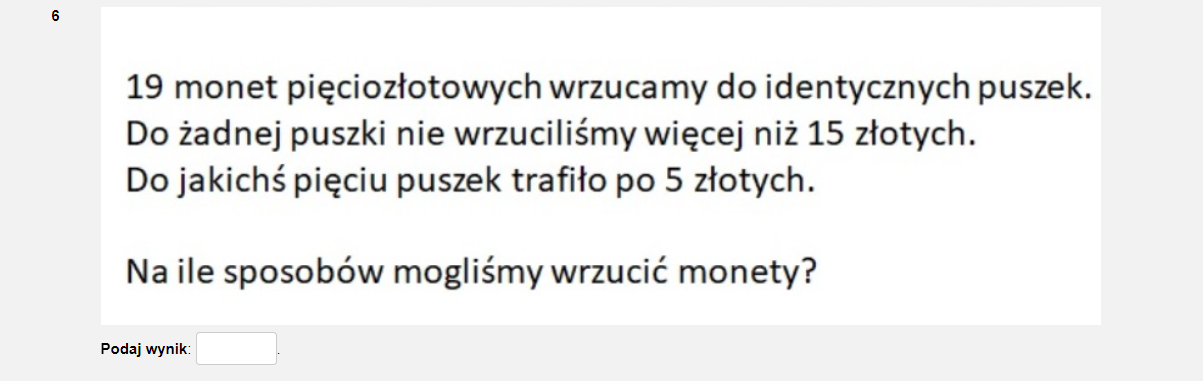 6
19 monet pięciozłotowych wrzucamy do identycznych puszek.
Do żadnej puszki nie wrzuciliśmy więcej niż 15 złotych.
Do jakichś pięciu puszek trafiło po 5 złotych.
Na ile sposobów mogliśmy wrzucić monety?
Podaj wynik: .